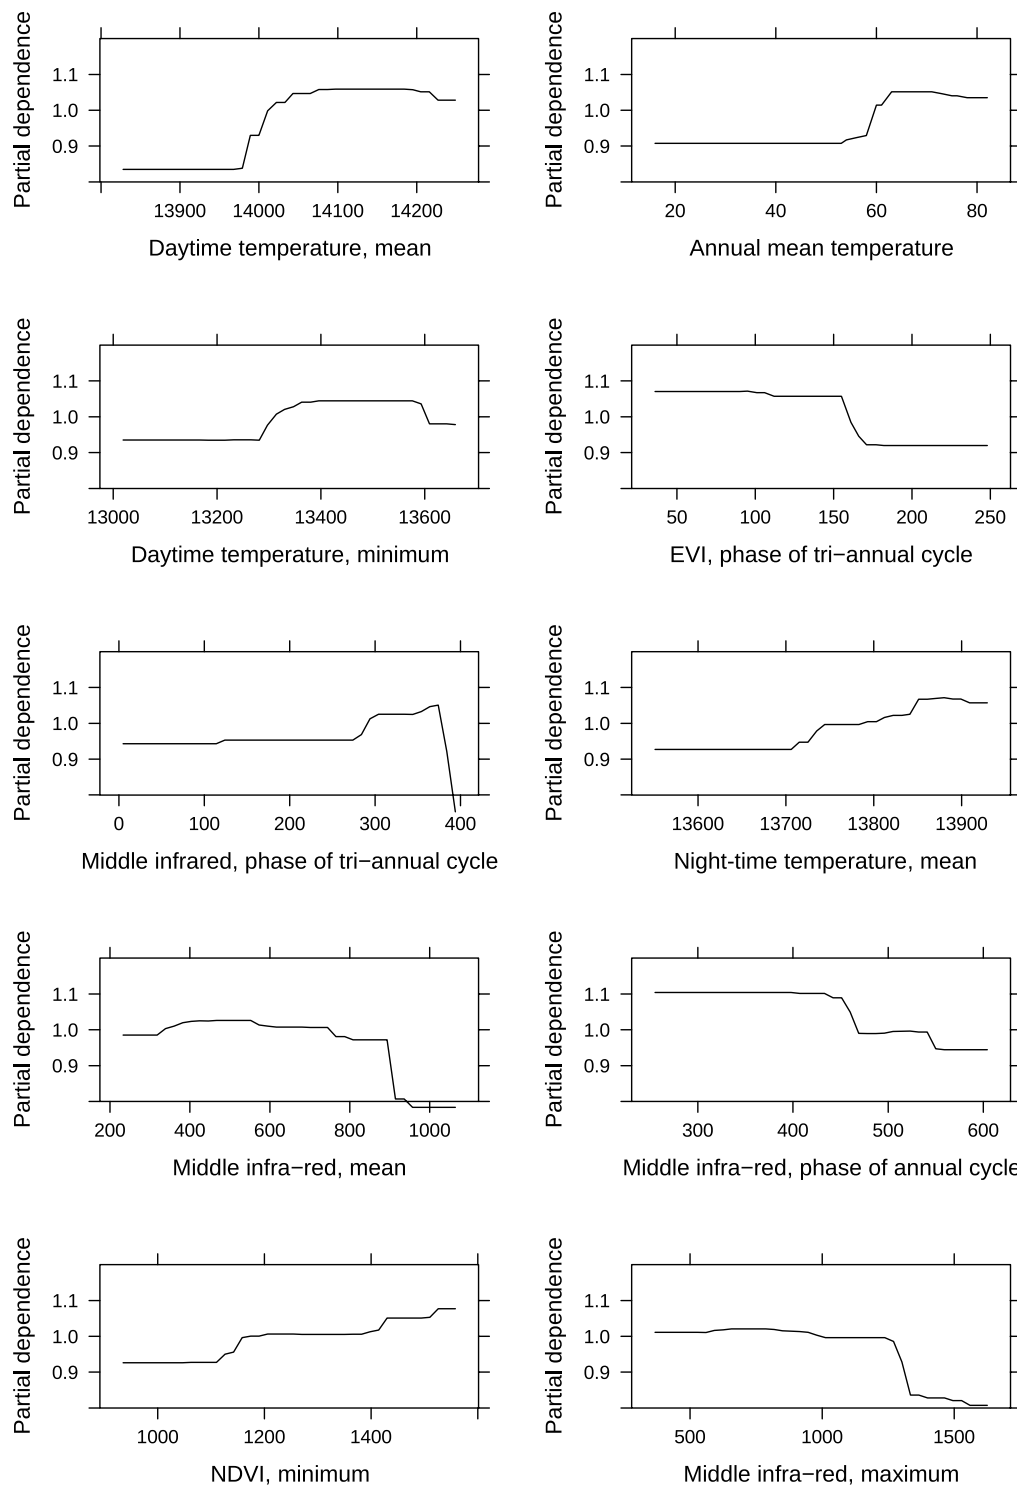 Partial dependence
1.1
1.0
0.9
13900 14000 14100 14200
Daytime temperature, mean
Partial dependence
1.1
1.0
0.9
20 40 60 80
Annual mean temperature
Partial dependence
1.1
1.0
0.9
13000 13200 13400 13600
Daytime temperature, minimum
Partial dependence
1.1
1.0
0.9
50 100 150 200 250
EVI, phase of tri−annual cycle
Partial dependence
1.1
1.0
0.9
0 100 200 300 400
Middle infrared, phase of tri−annual cycle
Partial dependence
1.1
1.0
0.9
13600 13700 13800 13900
Night-time temperature, mean
Partial dependence
1.1
1.0
0.9
200 400 600 800 1000
Middle infra−red, mean
Partial dependence
1.1
1.0
0.9
300 400 500 600
Middle infra−red, phase of annual cycle
Partial dependence
1.1
1.0
0.9
1000 1200 1400
NDVI, minimum
Partial dependence
1.1
1.0
0.9
500 1000 1500
Middle infra−red, maximum